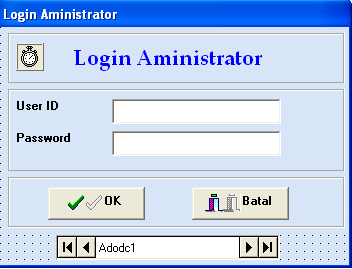 Login Aministrator
Login Aministrator
User ID
Password
OK
Batal
Adodc1